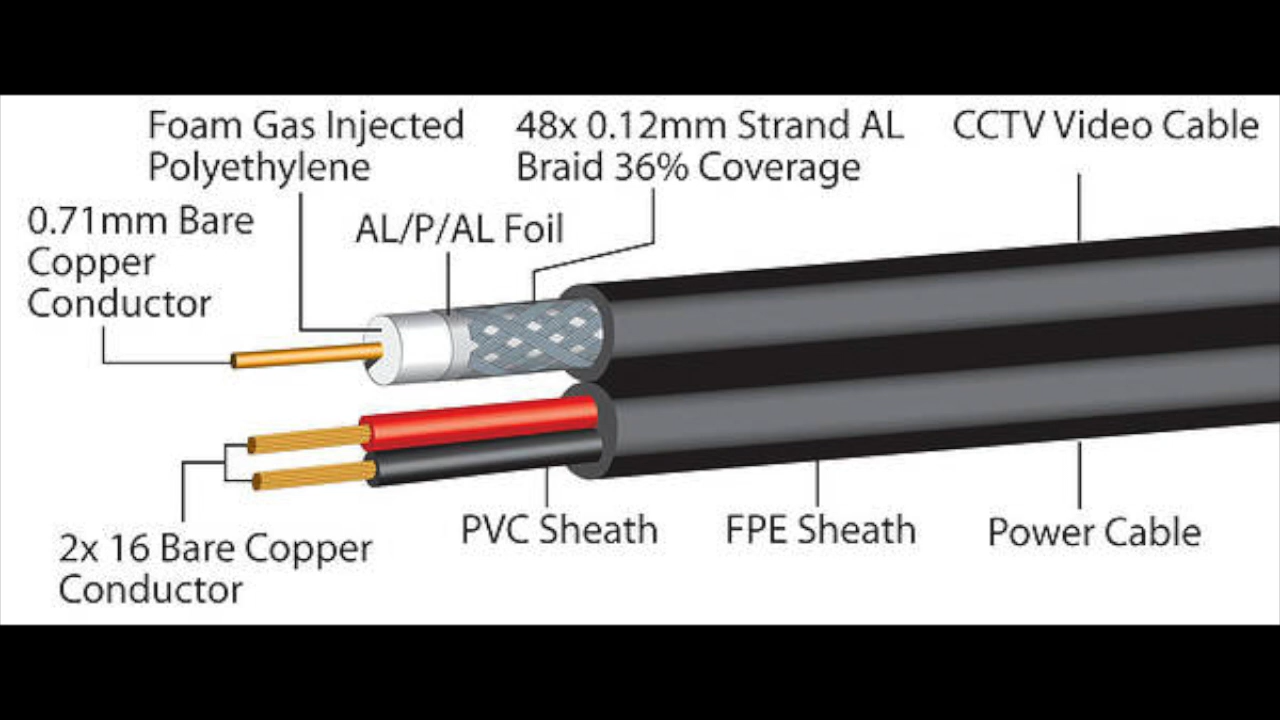 Foam Gas Injected
Polyethylene
48x 0.12mm Strand AL
Braid 36% Coverage
CCTV Video Cable
0.71mm Bare
Copper
Conductor
AL/P/AL Foil
2x 16 Bare Copper
Conductor
PVC Sheath
FPE Sheath
Power Cable